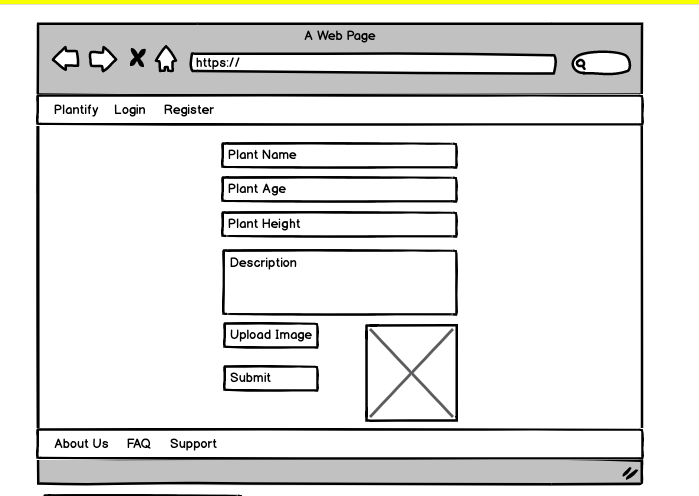 A Web Page
https://
Plantify Login Register
Plant Name
Plant Age
Plant Height
Description
Upload Image
Submit
About Us FAQ Support